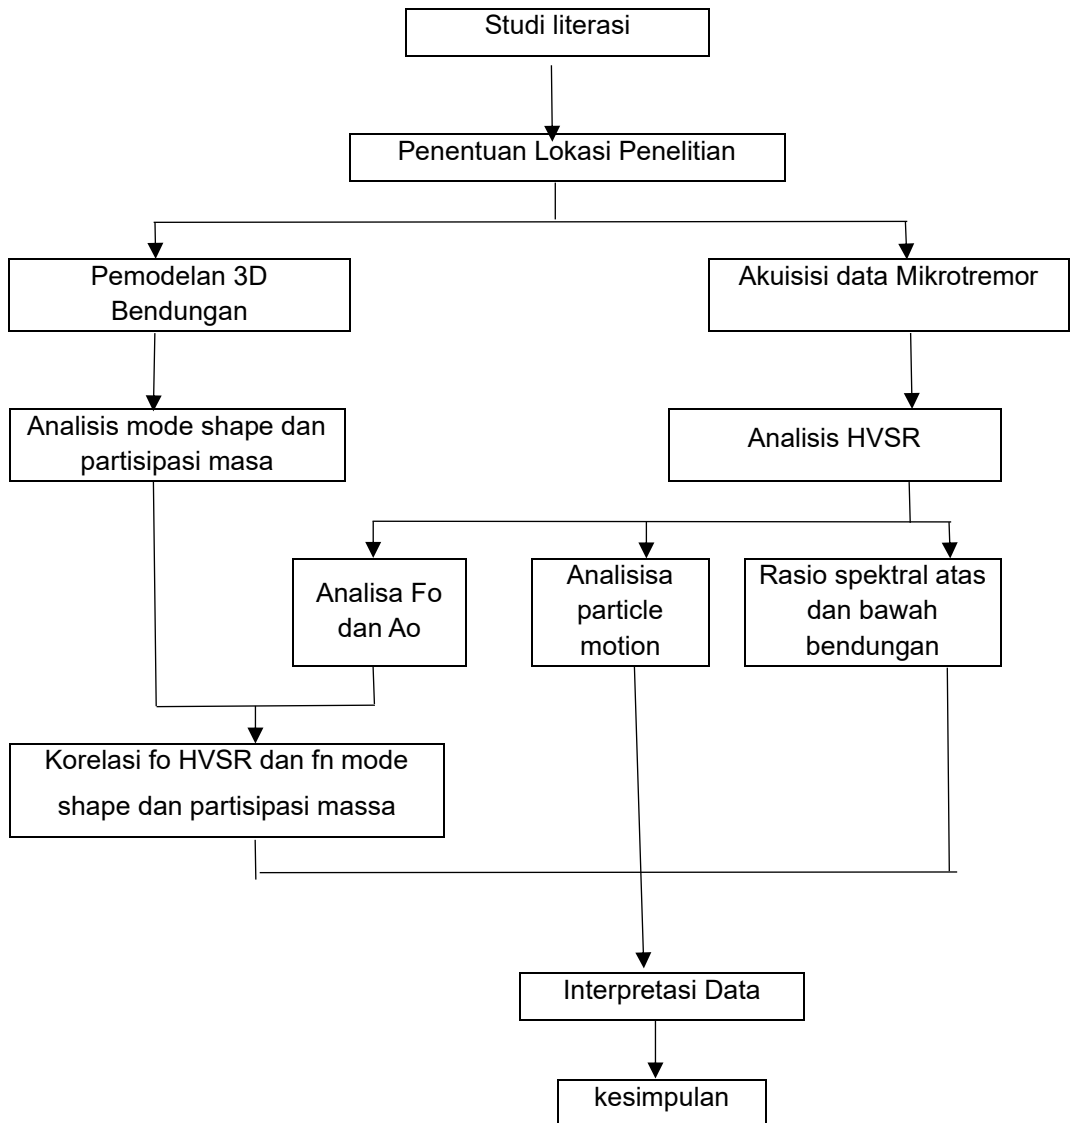 Studi literasi
Penentuan Lokasi Penelitian
Pemodelan 3D
Bendungan
Akuisisi data Mikrotremor
Analisis mode shape dan
partisipasi masa
Analisis HVSR
Analisa Fo
dan Ao
Analisisa
particle
motion
Rasio spektral atas
dan bawah
bendungan
Korelasi fo HVSR dan fn mode
shape dan partisipasi massa
Interpretasi Data
kesimpulan